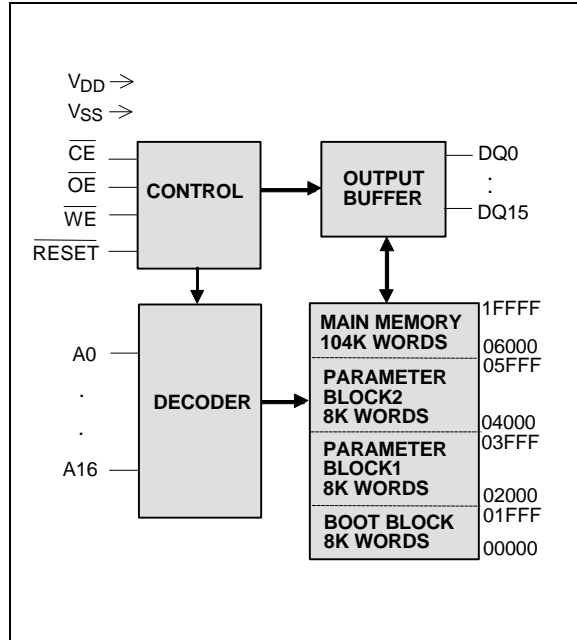 VDD
VSS
CE
OE
WE
RESET
CONTROL
OUTPUT
BUFFER
DQ0
:
DQ15
A0
.
.
A16
DECODER
MAIN MEMORY
104K WORDS
PARAMETER
BLOCK2
8K WORDS
PARAMETER
BLOCK1
8K WORDS
BOOT BLOCK
8K WORDS
1FFFF
06000
05FFF
04000
03FFF
02000
01FFF
00000